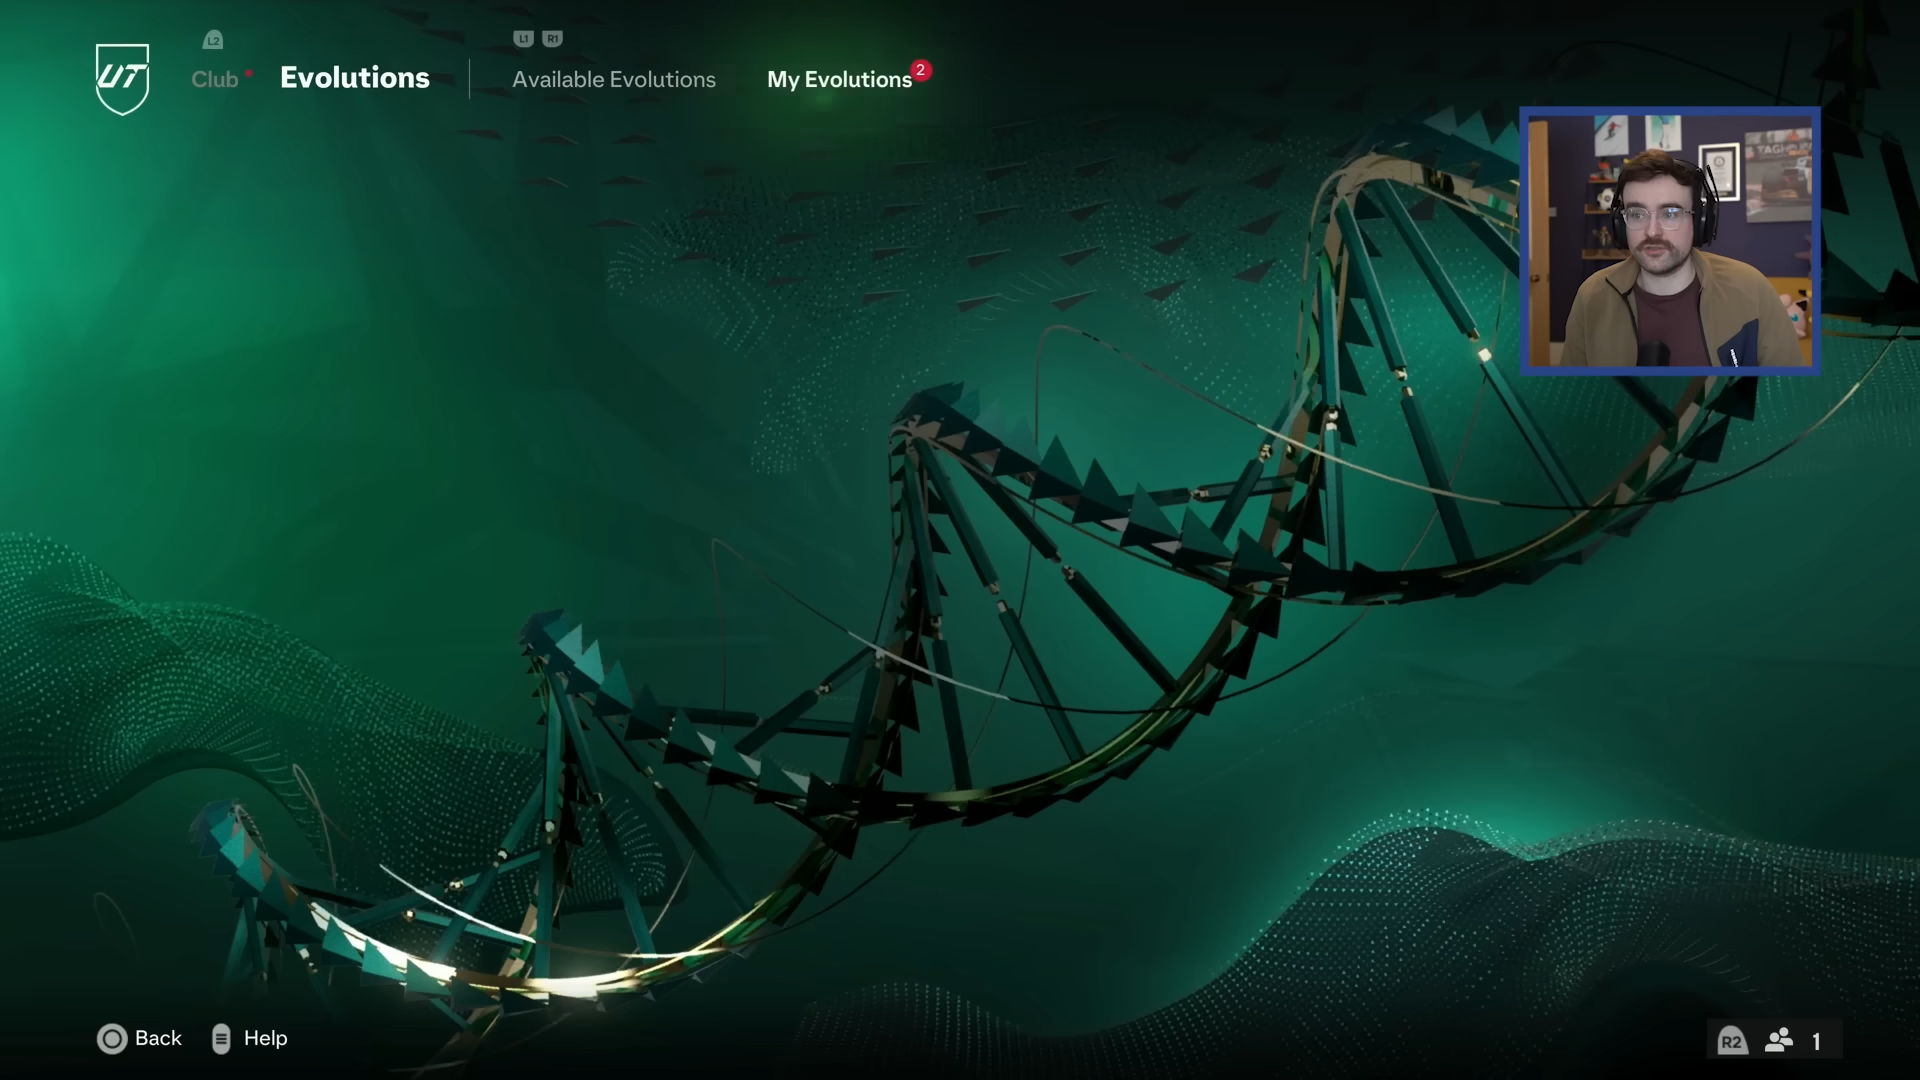 L2
L1 R1
UT
Club
Evolutions
Available Evolutions
My Evolutions
2
Back
Help
R2
1